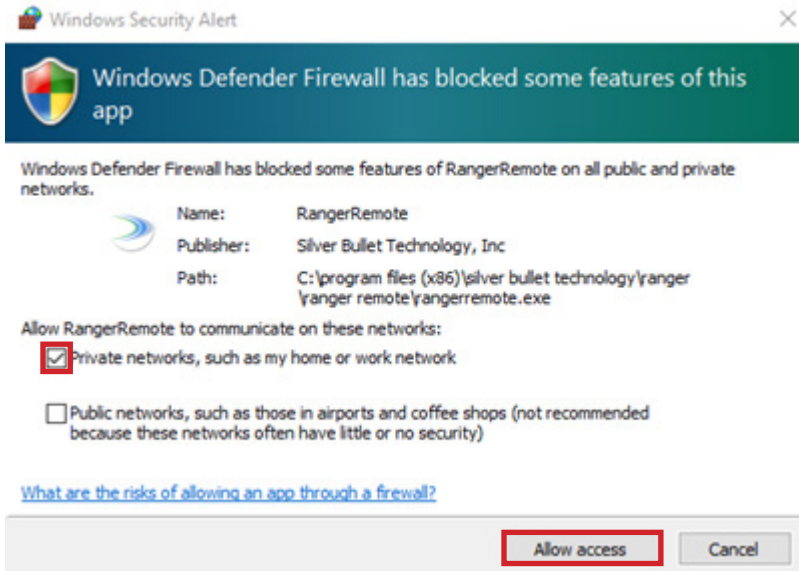 Windows Security Alert
Windows Defender Firewall has blocked some features of this
app
Windows Defender Firewall has blocked some features of RangerRemote on all public and private
networks.
Name: RangerRemote
Publisher: Silver Bullet Technology, Inc
Path: C:\program files (x86)\silver bullet technology\ranger
\ranger remote\rangerremote.exe
Allow RangerRemote to communicate on these networks:
Private networks, such as my home or work network
Public networks, such as those in airports and coffee shops (not recommended
because these networks often have little or no security)
What are the risks of allowing an app through a firewall?
Allow access Cancel